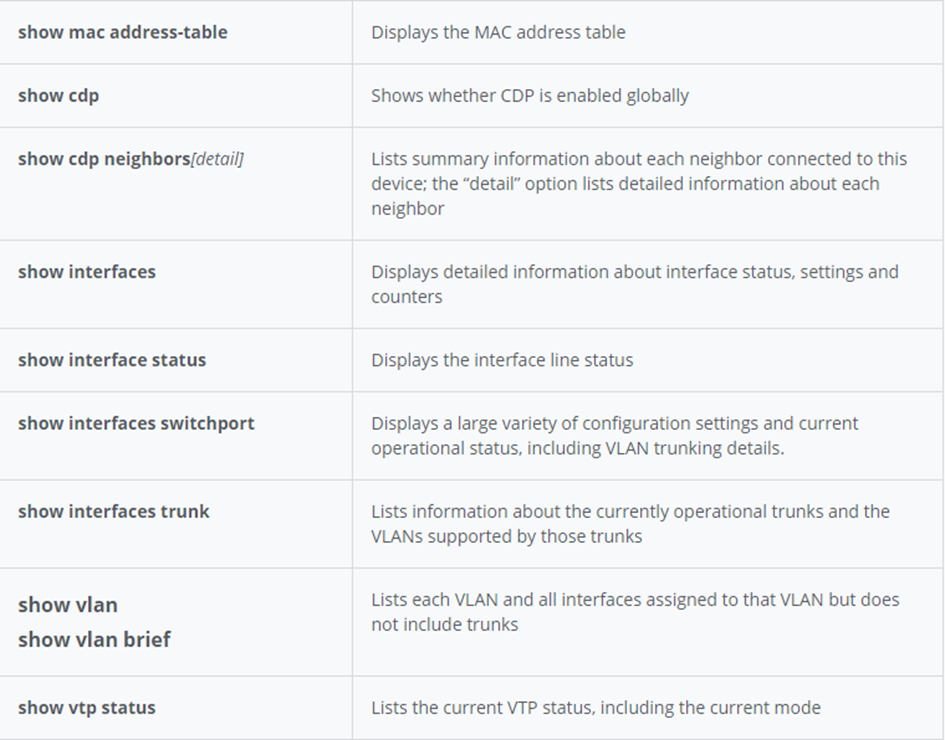 show mac address-table
Displays the MAC address table
show cdp
Shows whether CDP is enabled globally
show cdp neighbors[detail]
Lists summary information about each neighbor connected to this
device; the “detail” option lists detailed information about each
neighbor
show interfaces
Displays detailed information about interface status, settings and
counters
show interface status
Displays the interface line status
show interfaces switchport
Displays a large variety of configuration settings and current
operational status, including VLAN trunking details.
show interfaces trunk
Lists information about the currently operational trunks and the
VLANs supported by those trunks
show vlan
show vlan brief
Lists each VLAN and all interfaces assigned to that VLAN but does
not include trunks
show vtp status
Lists the current VTP status, including the current mode